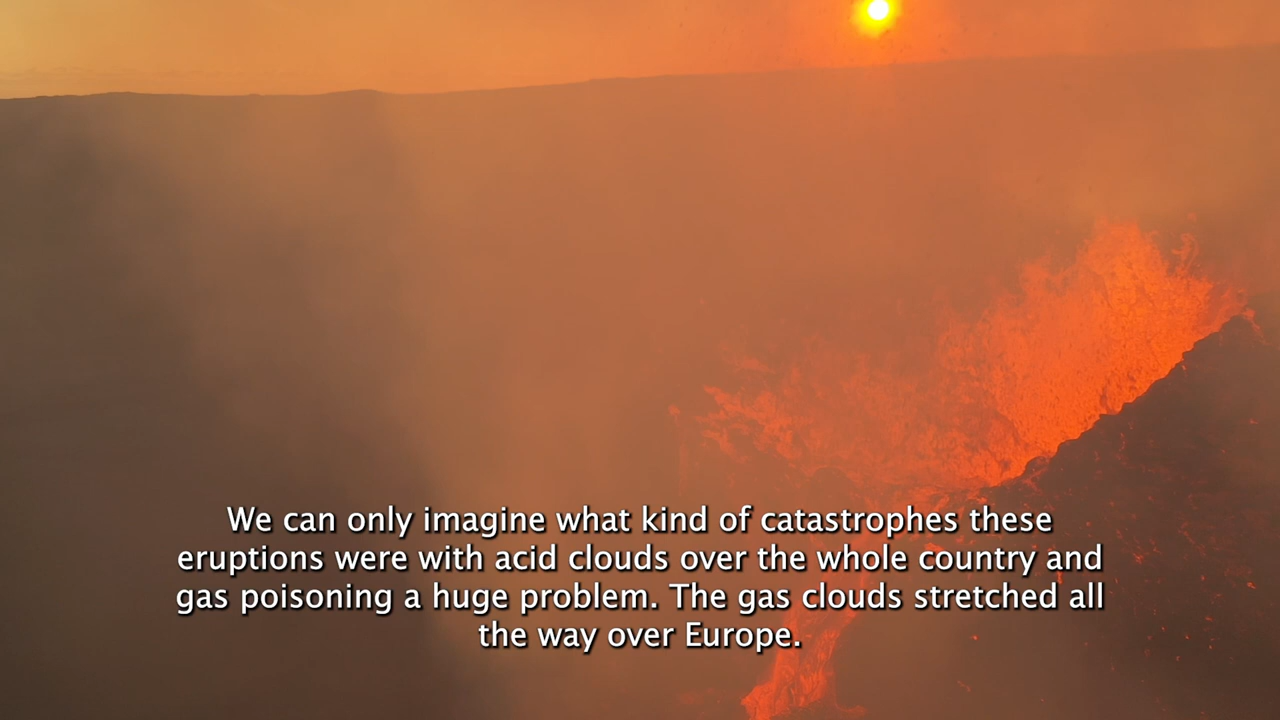 We can only imagine what kind of catastrophes these
eruptions were with acid clouds over the whole country and
gas poisoning a huge problem. The gas clouds stretched all
the way over Europe.